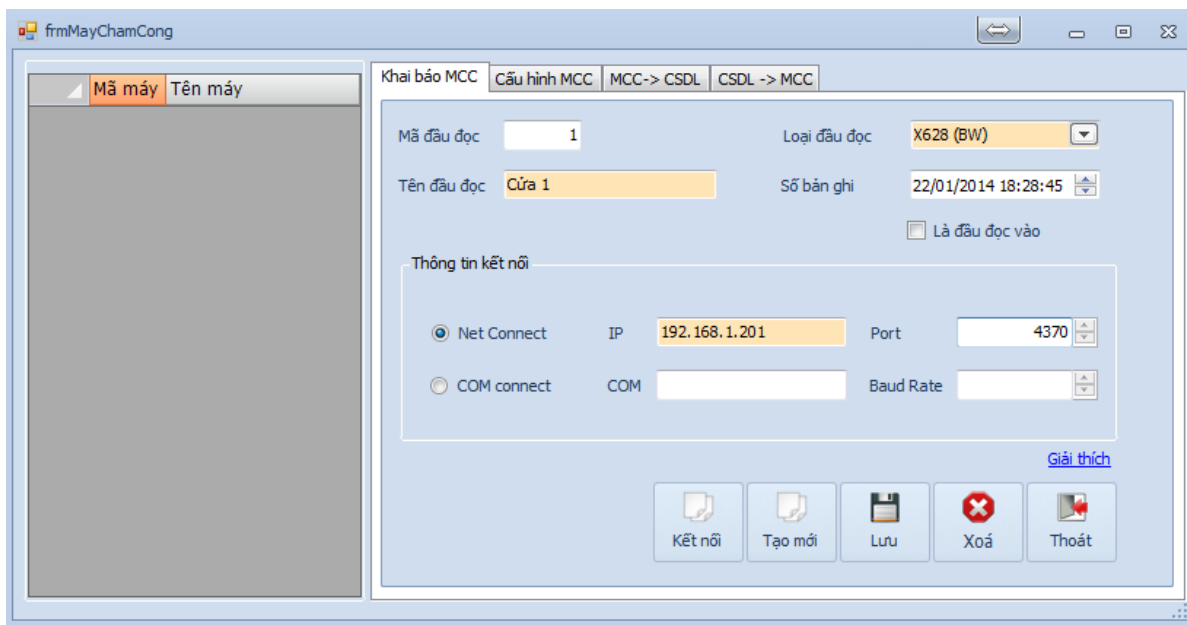 frmMayChamCong
Mã máy Tên máy
Khai báo MCC Cấu hình MCC MCC-> CSDL CSDL -> MCC
Mã đầu đọc 1 Loại đầu đọc X628 (BW)
Tên đầu đọc Cửa 1 Số bản ghi 22/01/2014 18:28:45
Là đầu đọc vào
Thông tin kết nối
Net Connect IP 192.168.1.201 Port 4370
COM connect COM Baud Rate
Giải thích
Kết nối Tạo mới Lưu Xoá Thoát